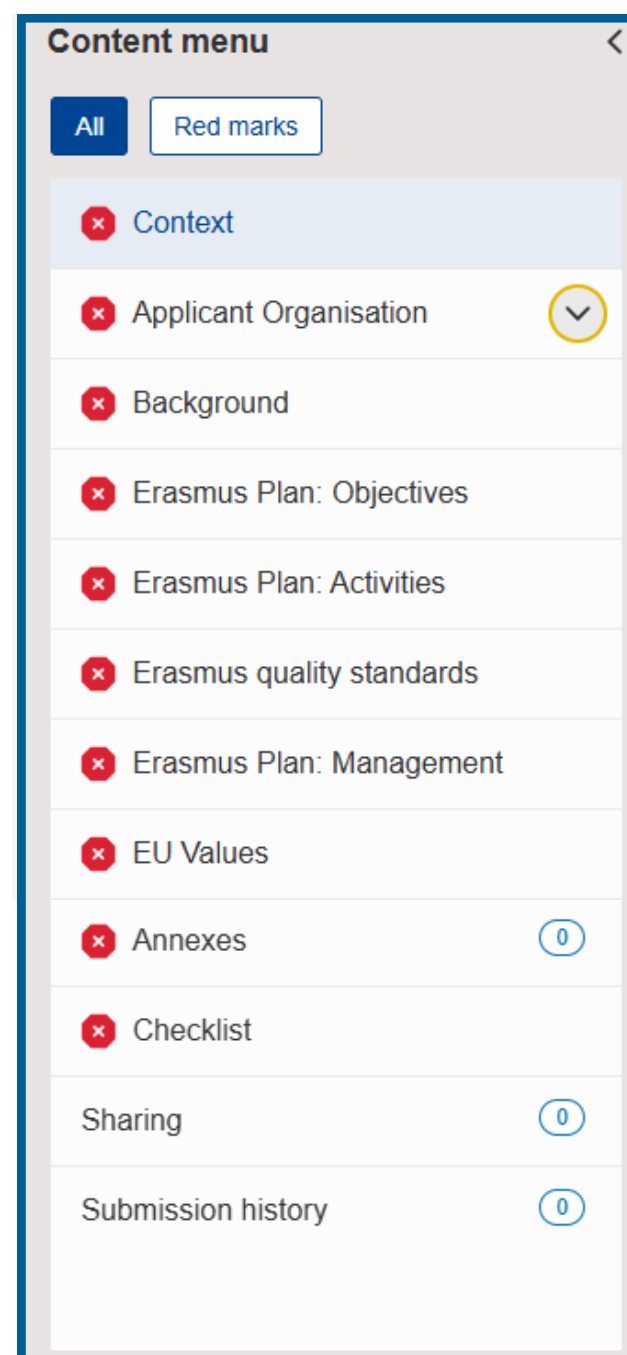 Content menu
All
Red marks
Context
Applicant Organisation
Background
Erasmus Plan: Objectives
Erasmus Plan: Activities
Erasmus quality standards
Erasmus Plan: Management
EU Values
Annexes 0
Checklist
Sharing 0
Submission history 0